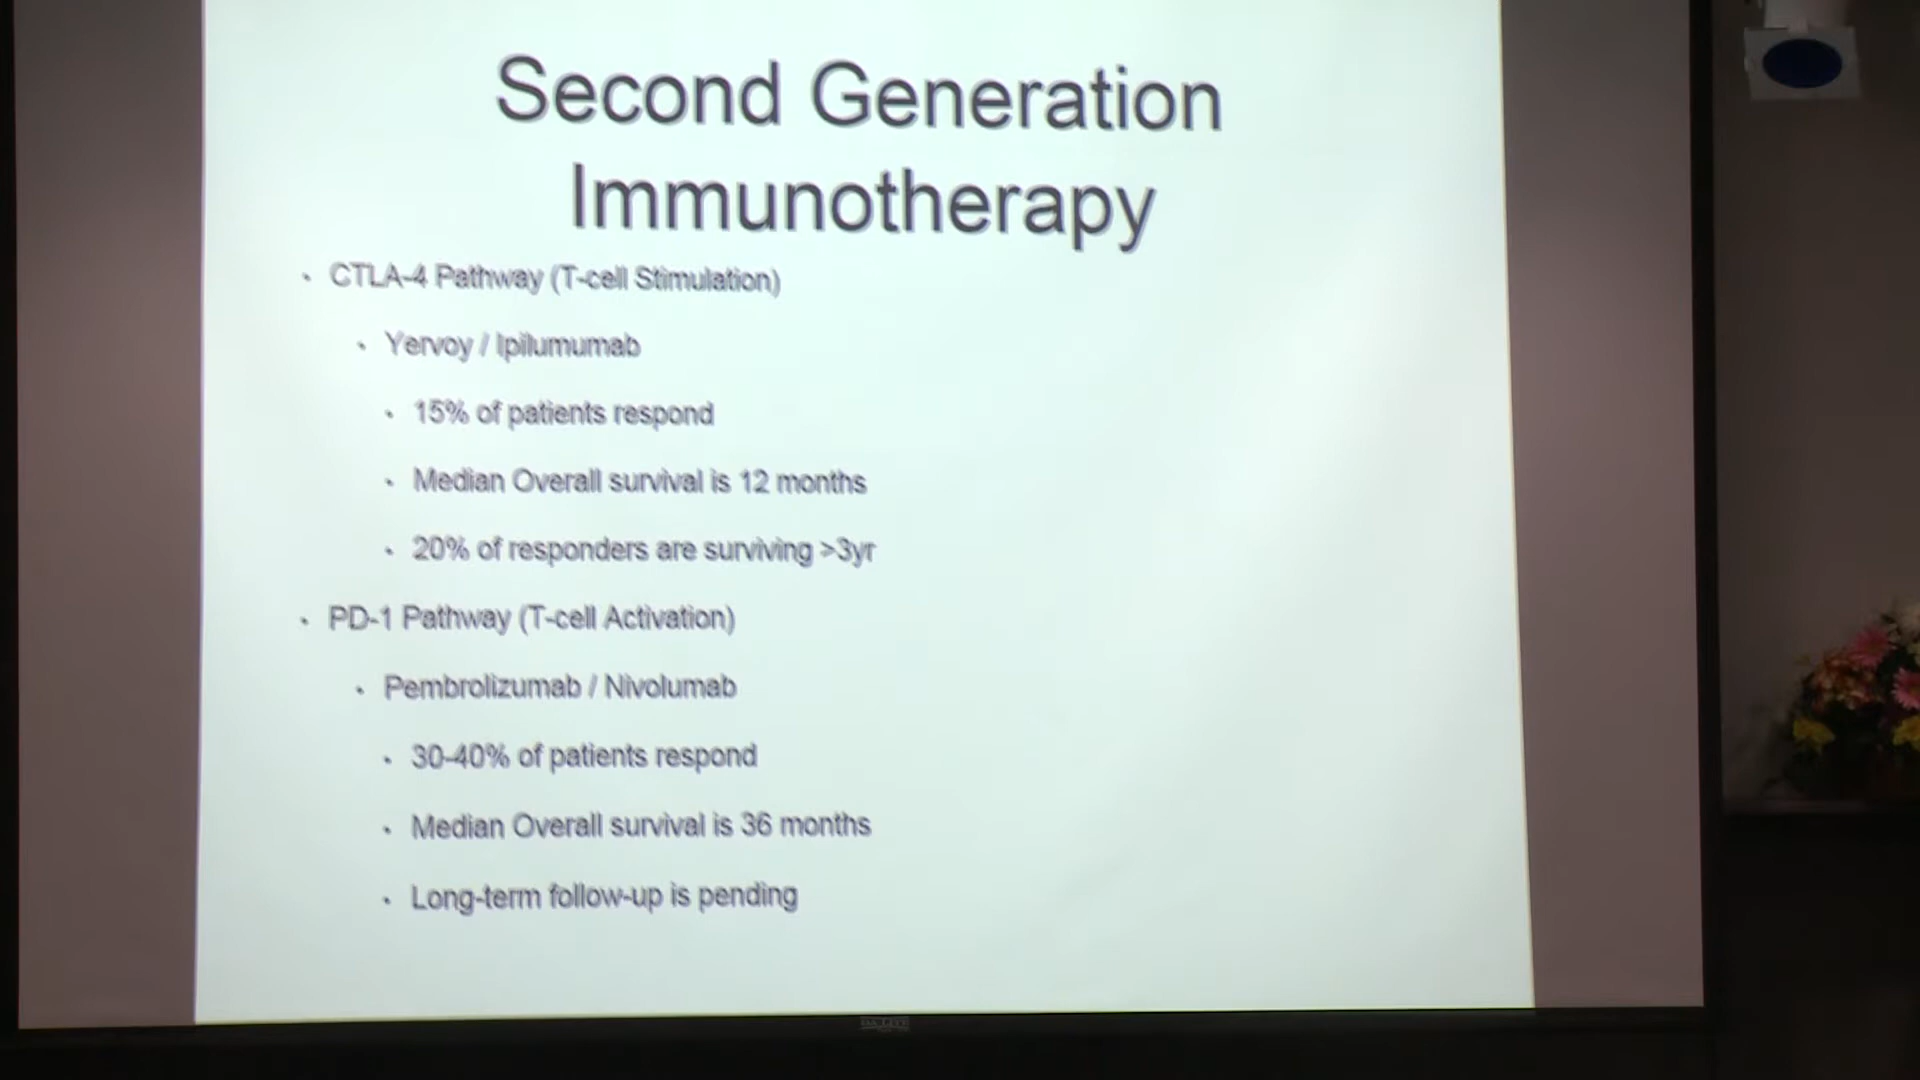 Second Generation
Immunotherapy
• CTLA-4 Pathway (T-cell Stimulation)
• Yervoy / Ipilumumab
• 15% of patients respond
• Median Overall survival is 12 months
• 20% of responders are surviving >3yr
• PD-1 Pathway (T-cell Activation)
• Pembrolizumab / Nivolumab
• 30-40% of patients respond
• Median Overall survival is 36 months
• Long-term follow-up is pending